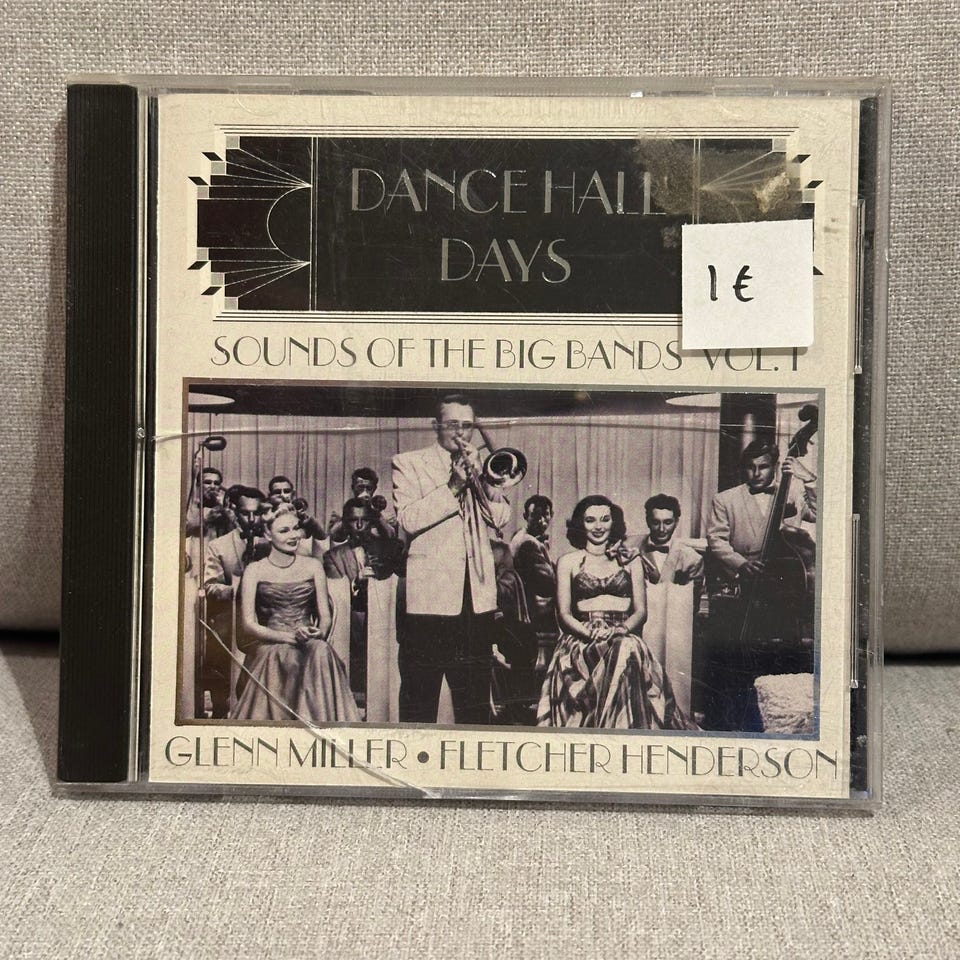 DANCE HALL
DAYS
1 €
SOUNDS OF THE BIG BANDS VOL. 1
GLENN MILLER • FLETCHER HENDERSON